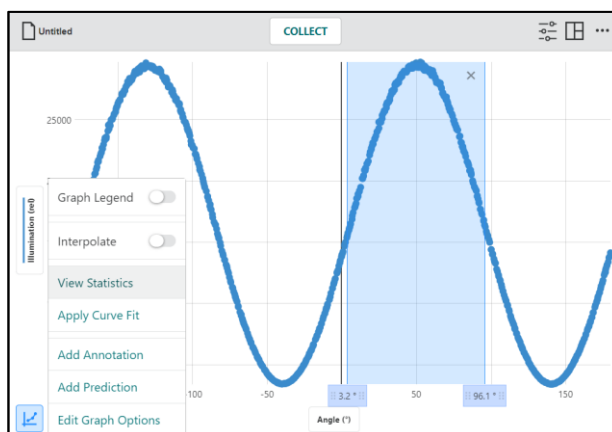 Untitled
COLLECT
•••
×
25000
Illumination (rel)
Graph Legend
Interpolate
View Statistics
Apply Curve Fit
Add Annotation
Add Prediction
Edit Graph Options
-100
-50
3.2 °
50
96.1 °
150
Angle (°)